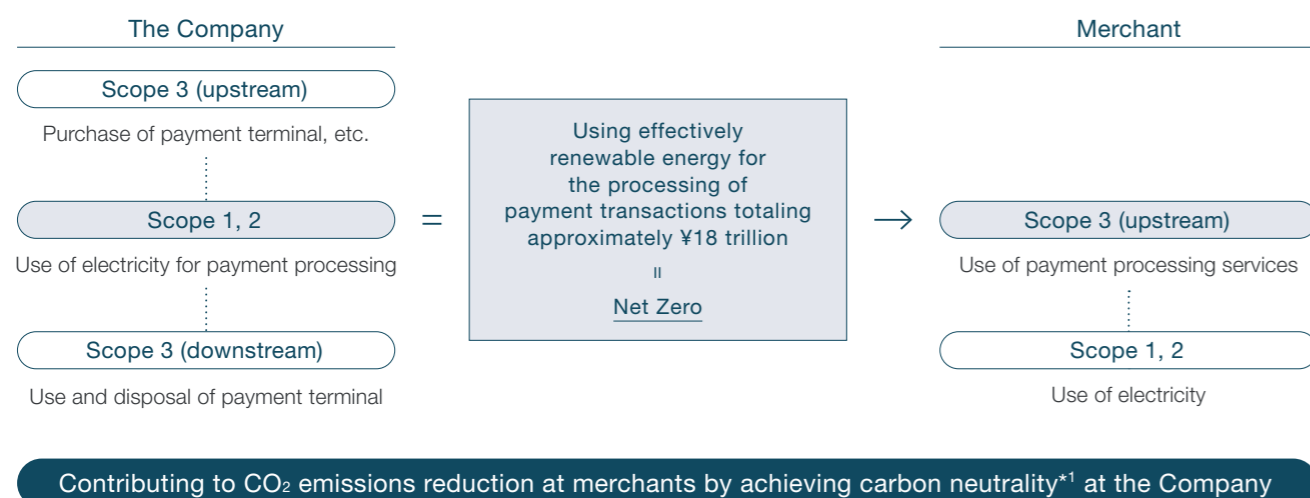 The Company
Scope 3 (upstream)
Purchase of payment terminal, etc.
Scope 1, 2
Use of electricity for payment processing
Scope 3 (downstream)
Use and disposal of payment terminal
=
Using effectively
renewable energy for
the processing of
payment transactions totaling
approximately ¥18 trillion
=
Net Zero
→
Merchant
Scope 3 (upstream)
Use of payment processing services
Scope 1, 2
Use of electricity
Contributing to CO₂ emissions reduction at merchants by achieving carbon neutrality*1 at the Company